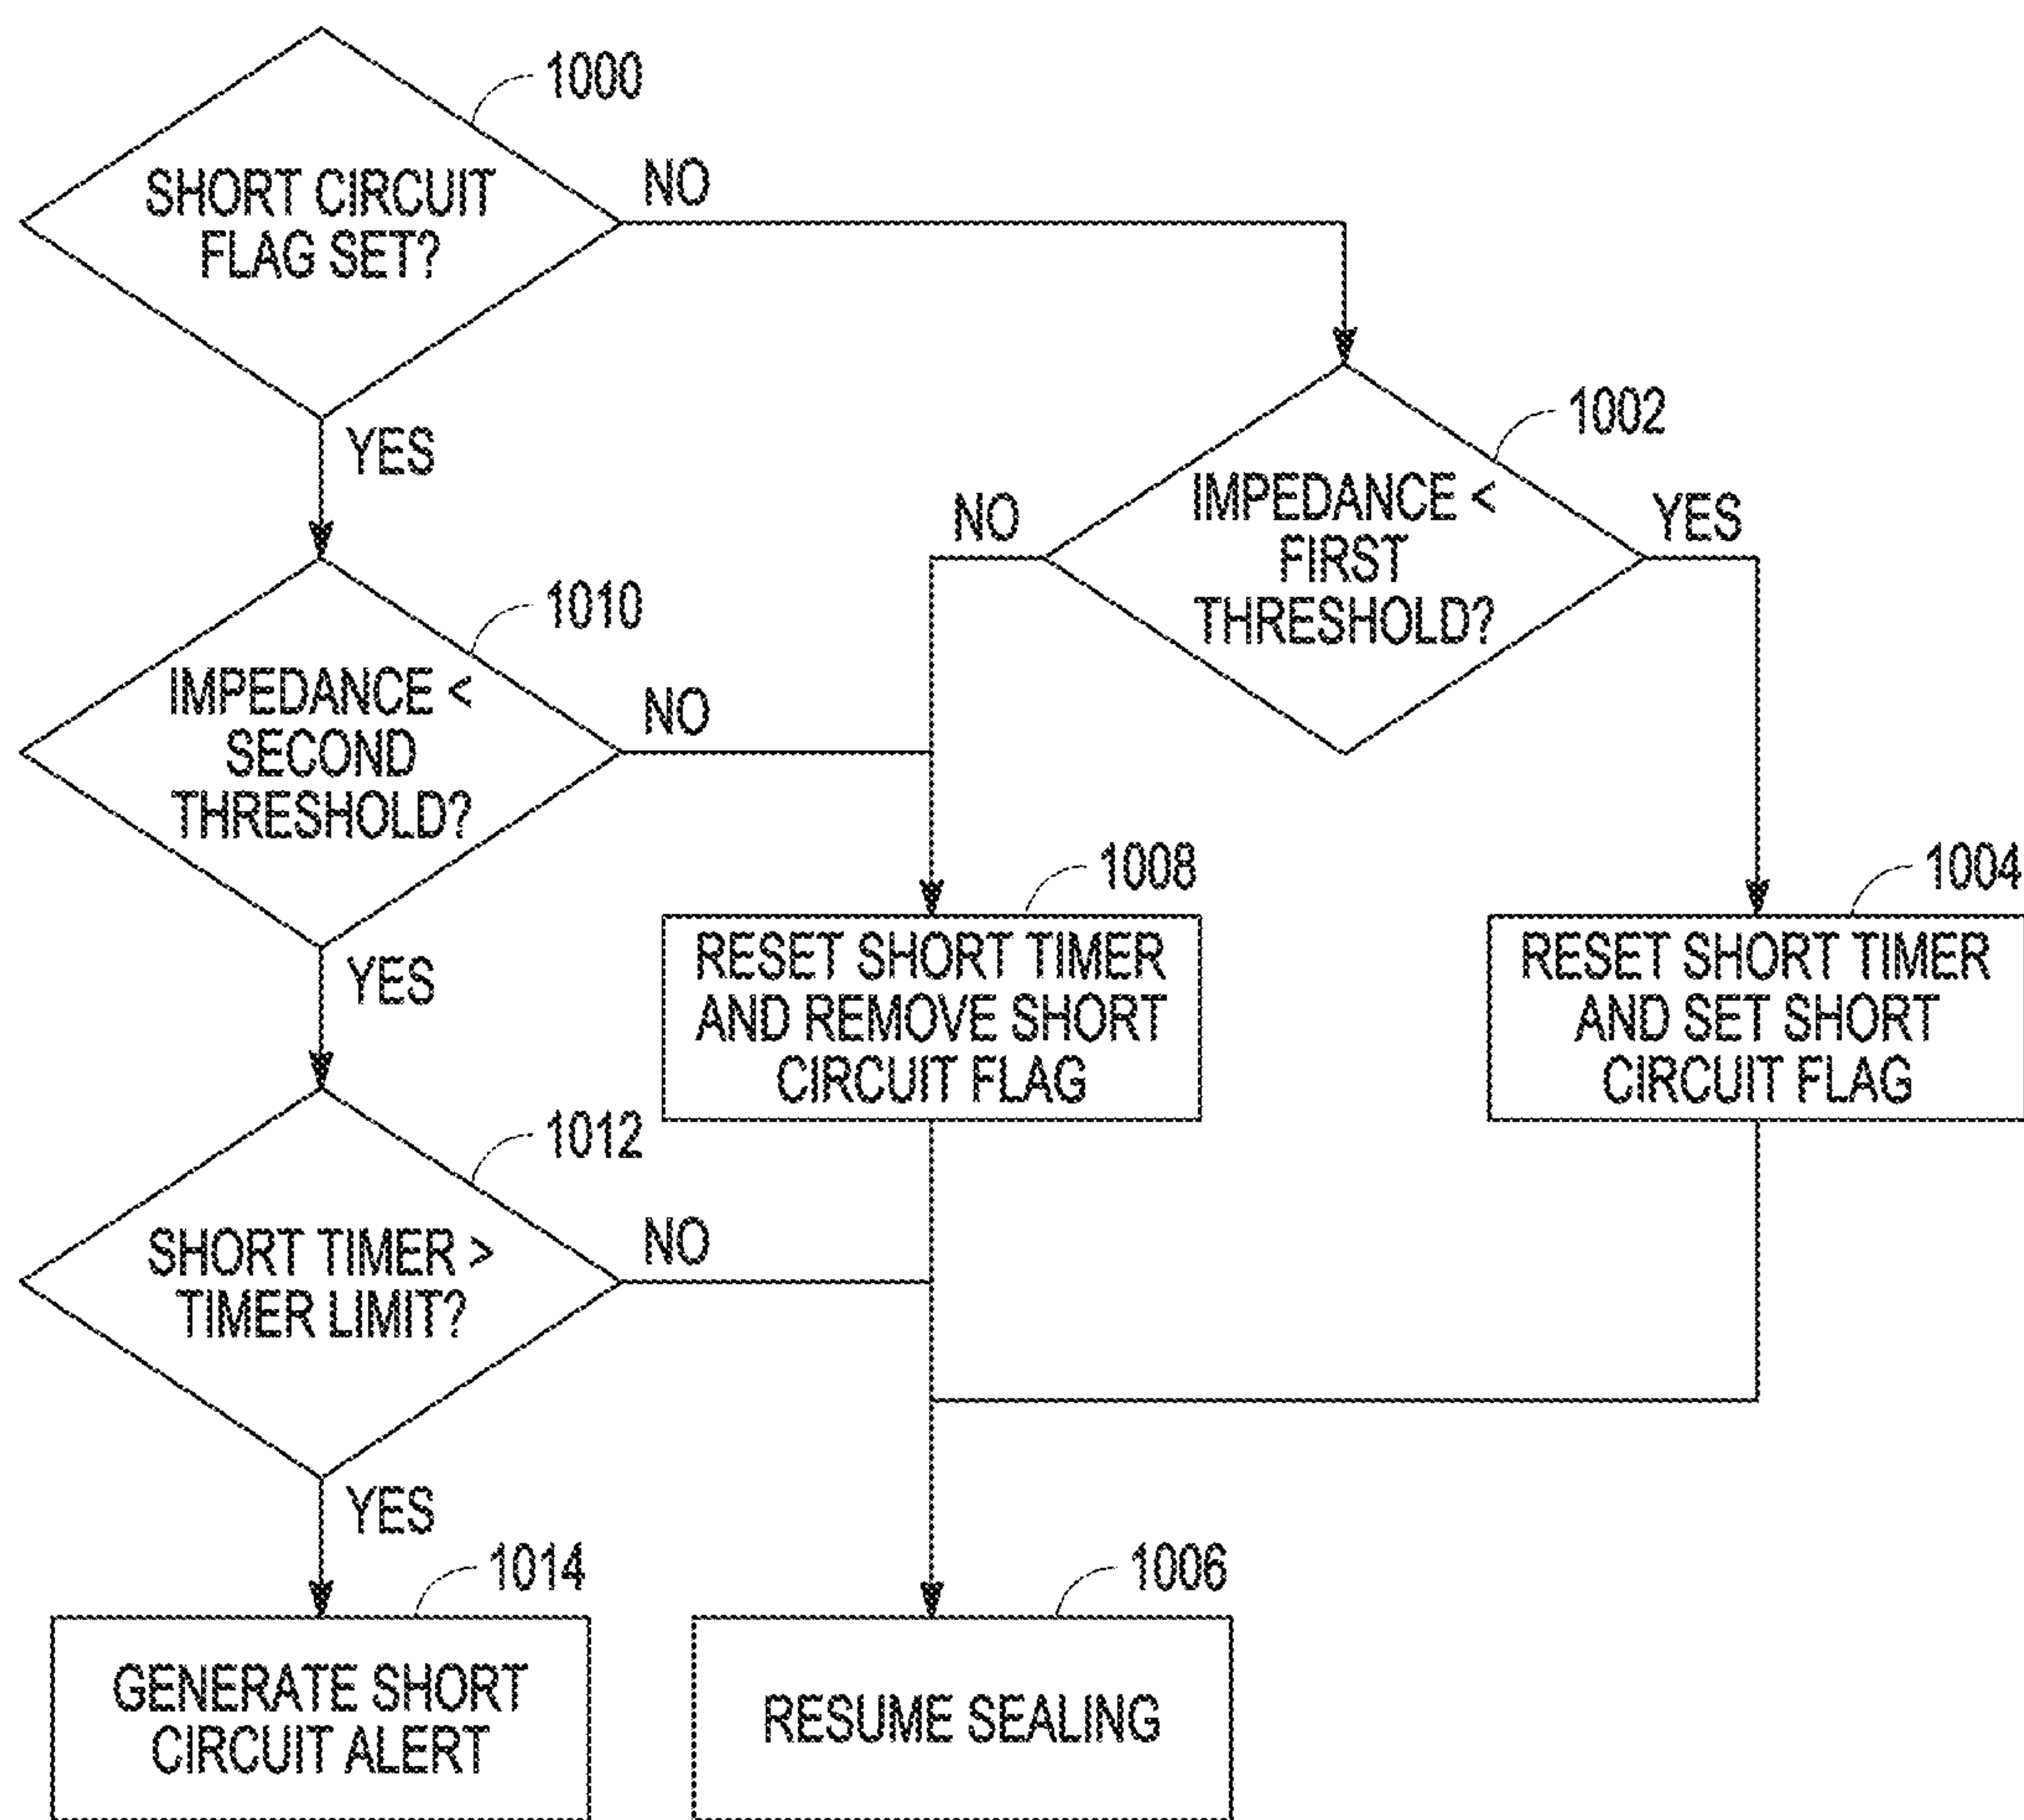 1000
SHORT CIRCUIT
FLAG SET?
NO
YES
1002
IMPEDANCE <
FIRST
THRESHOLD?
NO
YES
1010
IMPEDANCE <
SECOND
THRESHOLD?
NO
YES
1008
RESET SHORT TIMER
AND REMOVE SHORT
CIRCUIT FLAG
1004
RESET SHORT TIMER
AND SET SHORT
CIRCUIT FLAG
1012
SHORT TIMER >
TIMER LIMIT?
NO
YES
1014
GENERATE SHORT
CIRCUIT ALERT
1006
RESUME SEALING